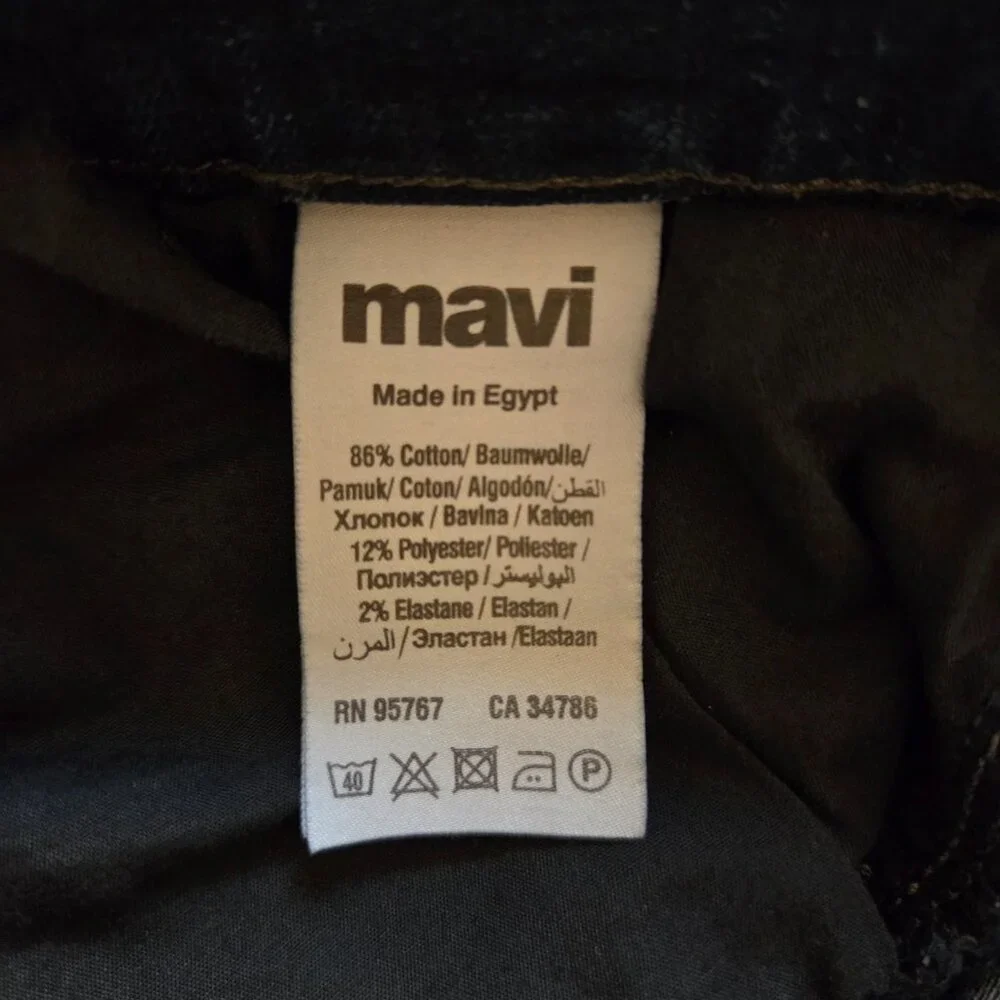 mavi
Made in Egypt
86% Cotton/ Baumwolle/
Pamuk/ Coton/ Algodón/القطن
Хлопок / Bavlna / Katoen
12% Polyester/ Poliester /
Полиэстер / البوليستر
2% Elastane / Elastan /
المرن / Эластан /Elastaan
RN 95767 CA 34786
40 P